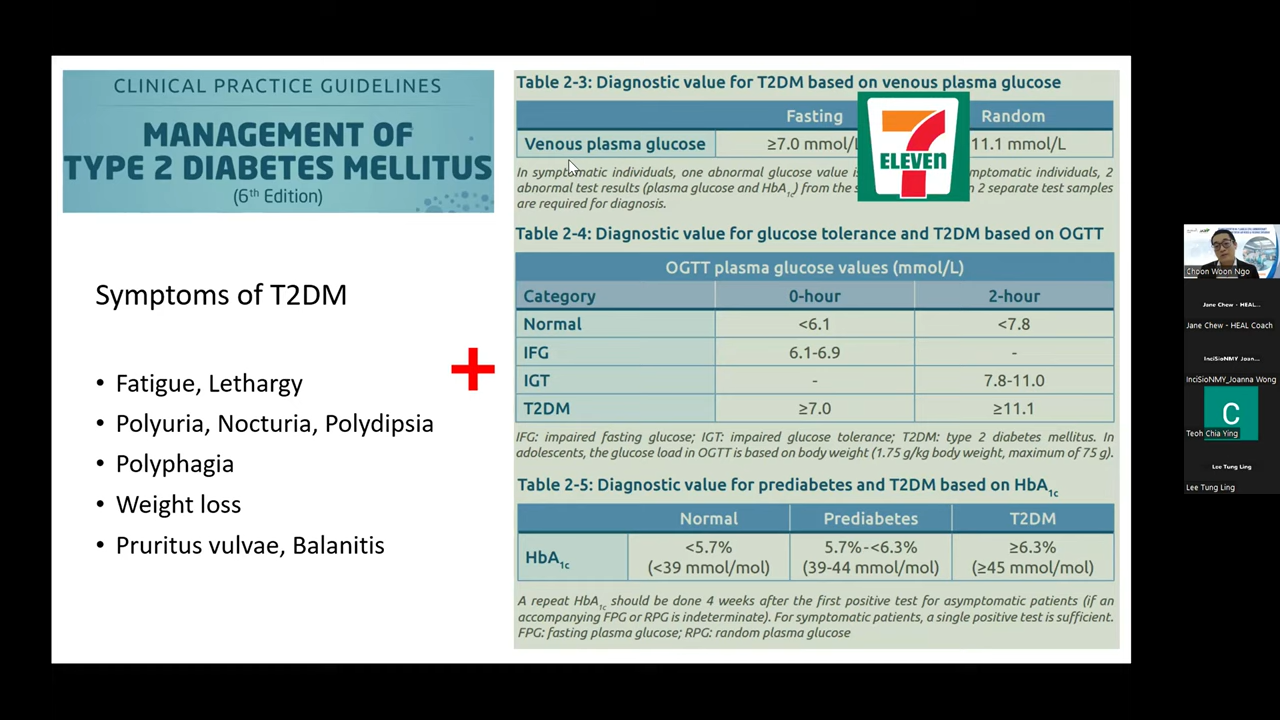 CLINICAL PRACTICE GUIDELINES
MANAGEMENT OF
TYPE 2 DIABETES MELLITUS
(6th Edition)
Symptoms of T2DM
• Fatigue, Lethargy
• Polyuria, Nocturia, Polydipsia
• Polyphagia
• Weight loss
• Pruritus vulvae, Balanitis
Table 2-3: Diagnostic value for T2DM based on venous plasma glucose
Fasting Random
Venous plasma glucose ≥7.0 mmol/L 11.1 mmol/L
7 ELEVEN
In symptomatic individuals, one abnormal glucose value is mptomatic individuals, 2
abnormal test results (plasma glucose and HbA1c) from the s n 2 separate test samples
are required for diagnosis.
Table 2-4: Diagnostic value for glucose tolerance and T2DM based on OGTT
OGTT plasma glucose values (mmol/L)
Category 0-hour 2-hour
Normal <6.1 <7.8
IFG 6.1-6.9 -
IGT - 7.8-11.0
T2DM ≥7.0 ≥11.1
IFG: impaired fasting glucose; IGT: impaired glucose tolerance; T2DM: type 2 diabetes mellitus. In
adolescents, the glucose load in OGTT is based on body weight (1.75 g/kg body weight, maximum of 75 g).
Table 2-5: Diagnostic value for prediabetes and T2DM based on HbA1c
Normal Prediabetes T2DM
HbA1c <5.7% 5.7%-<6.3% ≥6.3%
(<39 mmol/mol) (39-44 mmol/mol) (≥45 mmol/mol)
A repeat HbA1c should be done 4 weeks after the first positive test for asymptomatic patients (if an
accompanying FPG or RPG is indeterminate). For symptomatic patients, a single positive test is sufficient.
FPG: fasting plasma glucose; RPG: random plasma glucose
Choon Woon Ngo
Jane Chew - HEAL...
Jane Chew - HEAL Coach
InciSioNMY_Joan...
InciSioNMY_Joanna Wong
C
Teoh Chia Ying
Lee Tung Ling
Lee Tung Ling